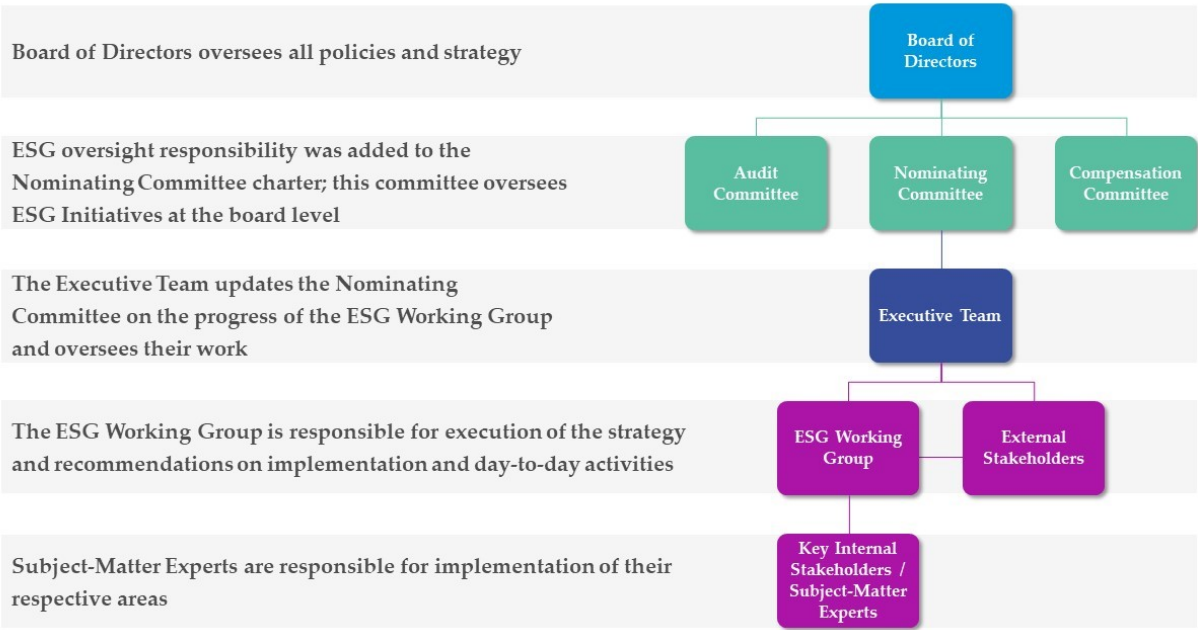 Board of Directors oversees all policies and strategy
Board of
Directors
ESG oversight responsibility was added to the
Nominating Committee charter; this committee oversees
ESG Initiatives at the board level
Audit
Committee
Nominating
Committee
Compensation
Committee
The Executive Team updates the Nominating
Committee on the progress of the ESG Working Group
and oversees their work
Executive Team
The ESG Working Group is responsible for execution of the strategy
and recommendations on implementation and day-to-day activities
ESG Working
Group
External
Stakeholders
Subject-Matter Experts are responsible for implementation of their
respective areas
Key Internal
Stakeholders /
Subject-Matter
Experts